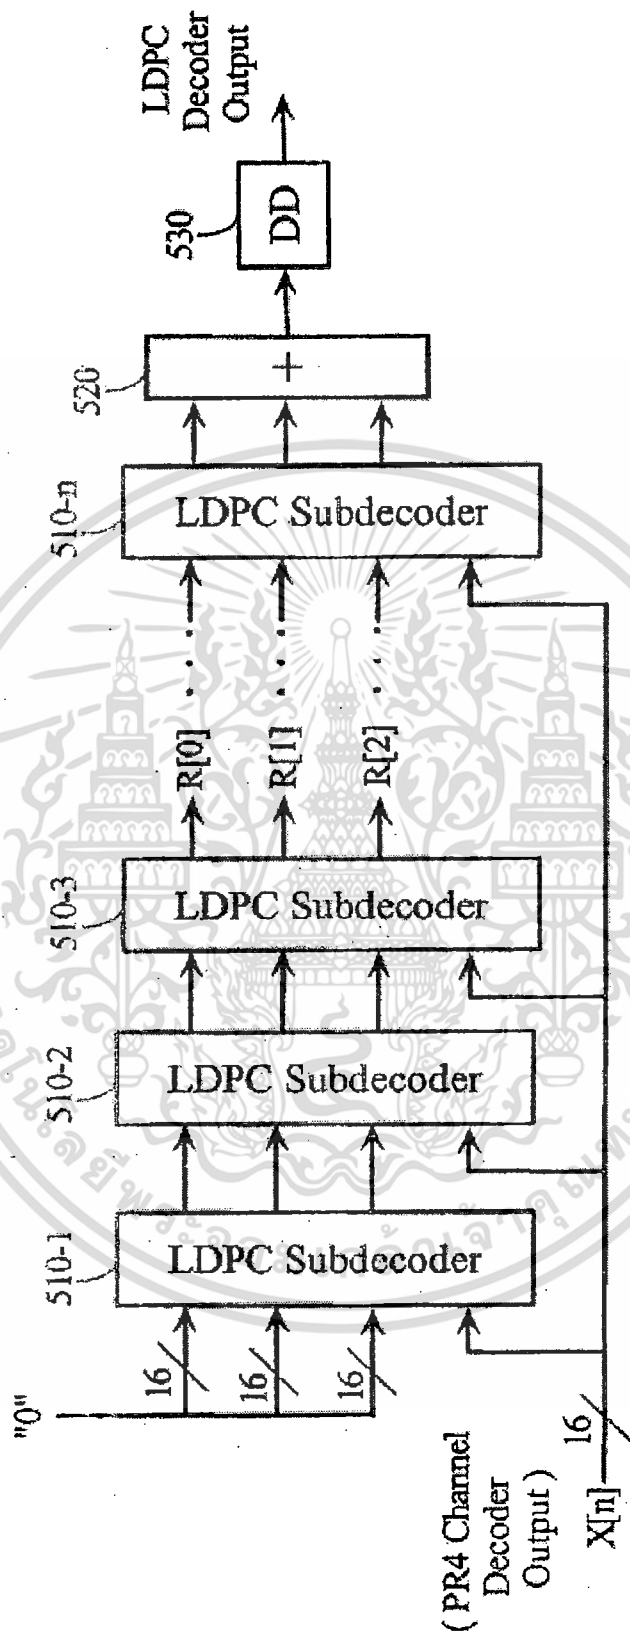 "0"
16
16
16
( PR4 Channel
Decoder
Output )
X[n]
16
510-1
LDPC Subdecoder
510-2
LDPC Subdecoder
510-3
LDPC Subdecoder
R[0]
R[1]
R[2]
510-n
LDPC Subdecoder
520
+
530
DD
LDPC
Decoder
Output